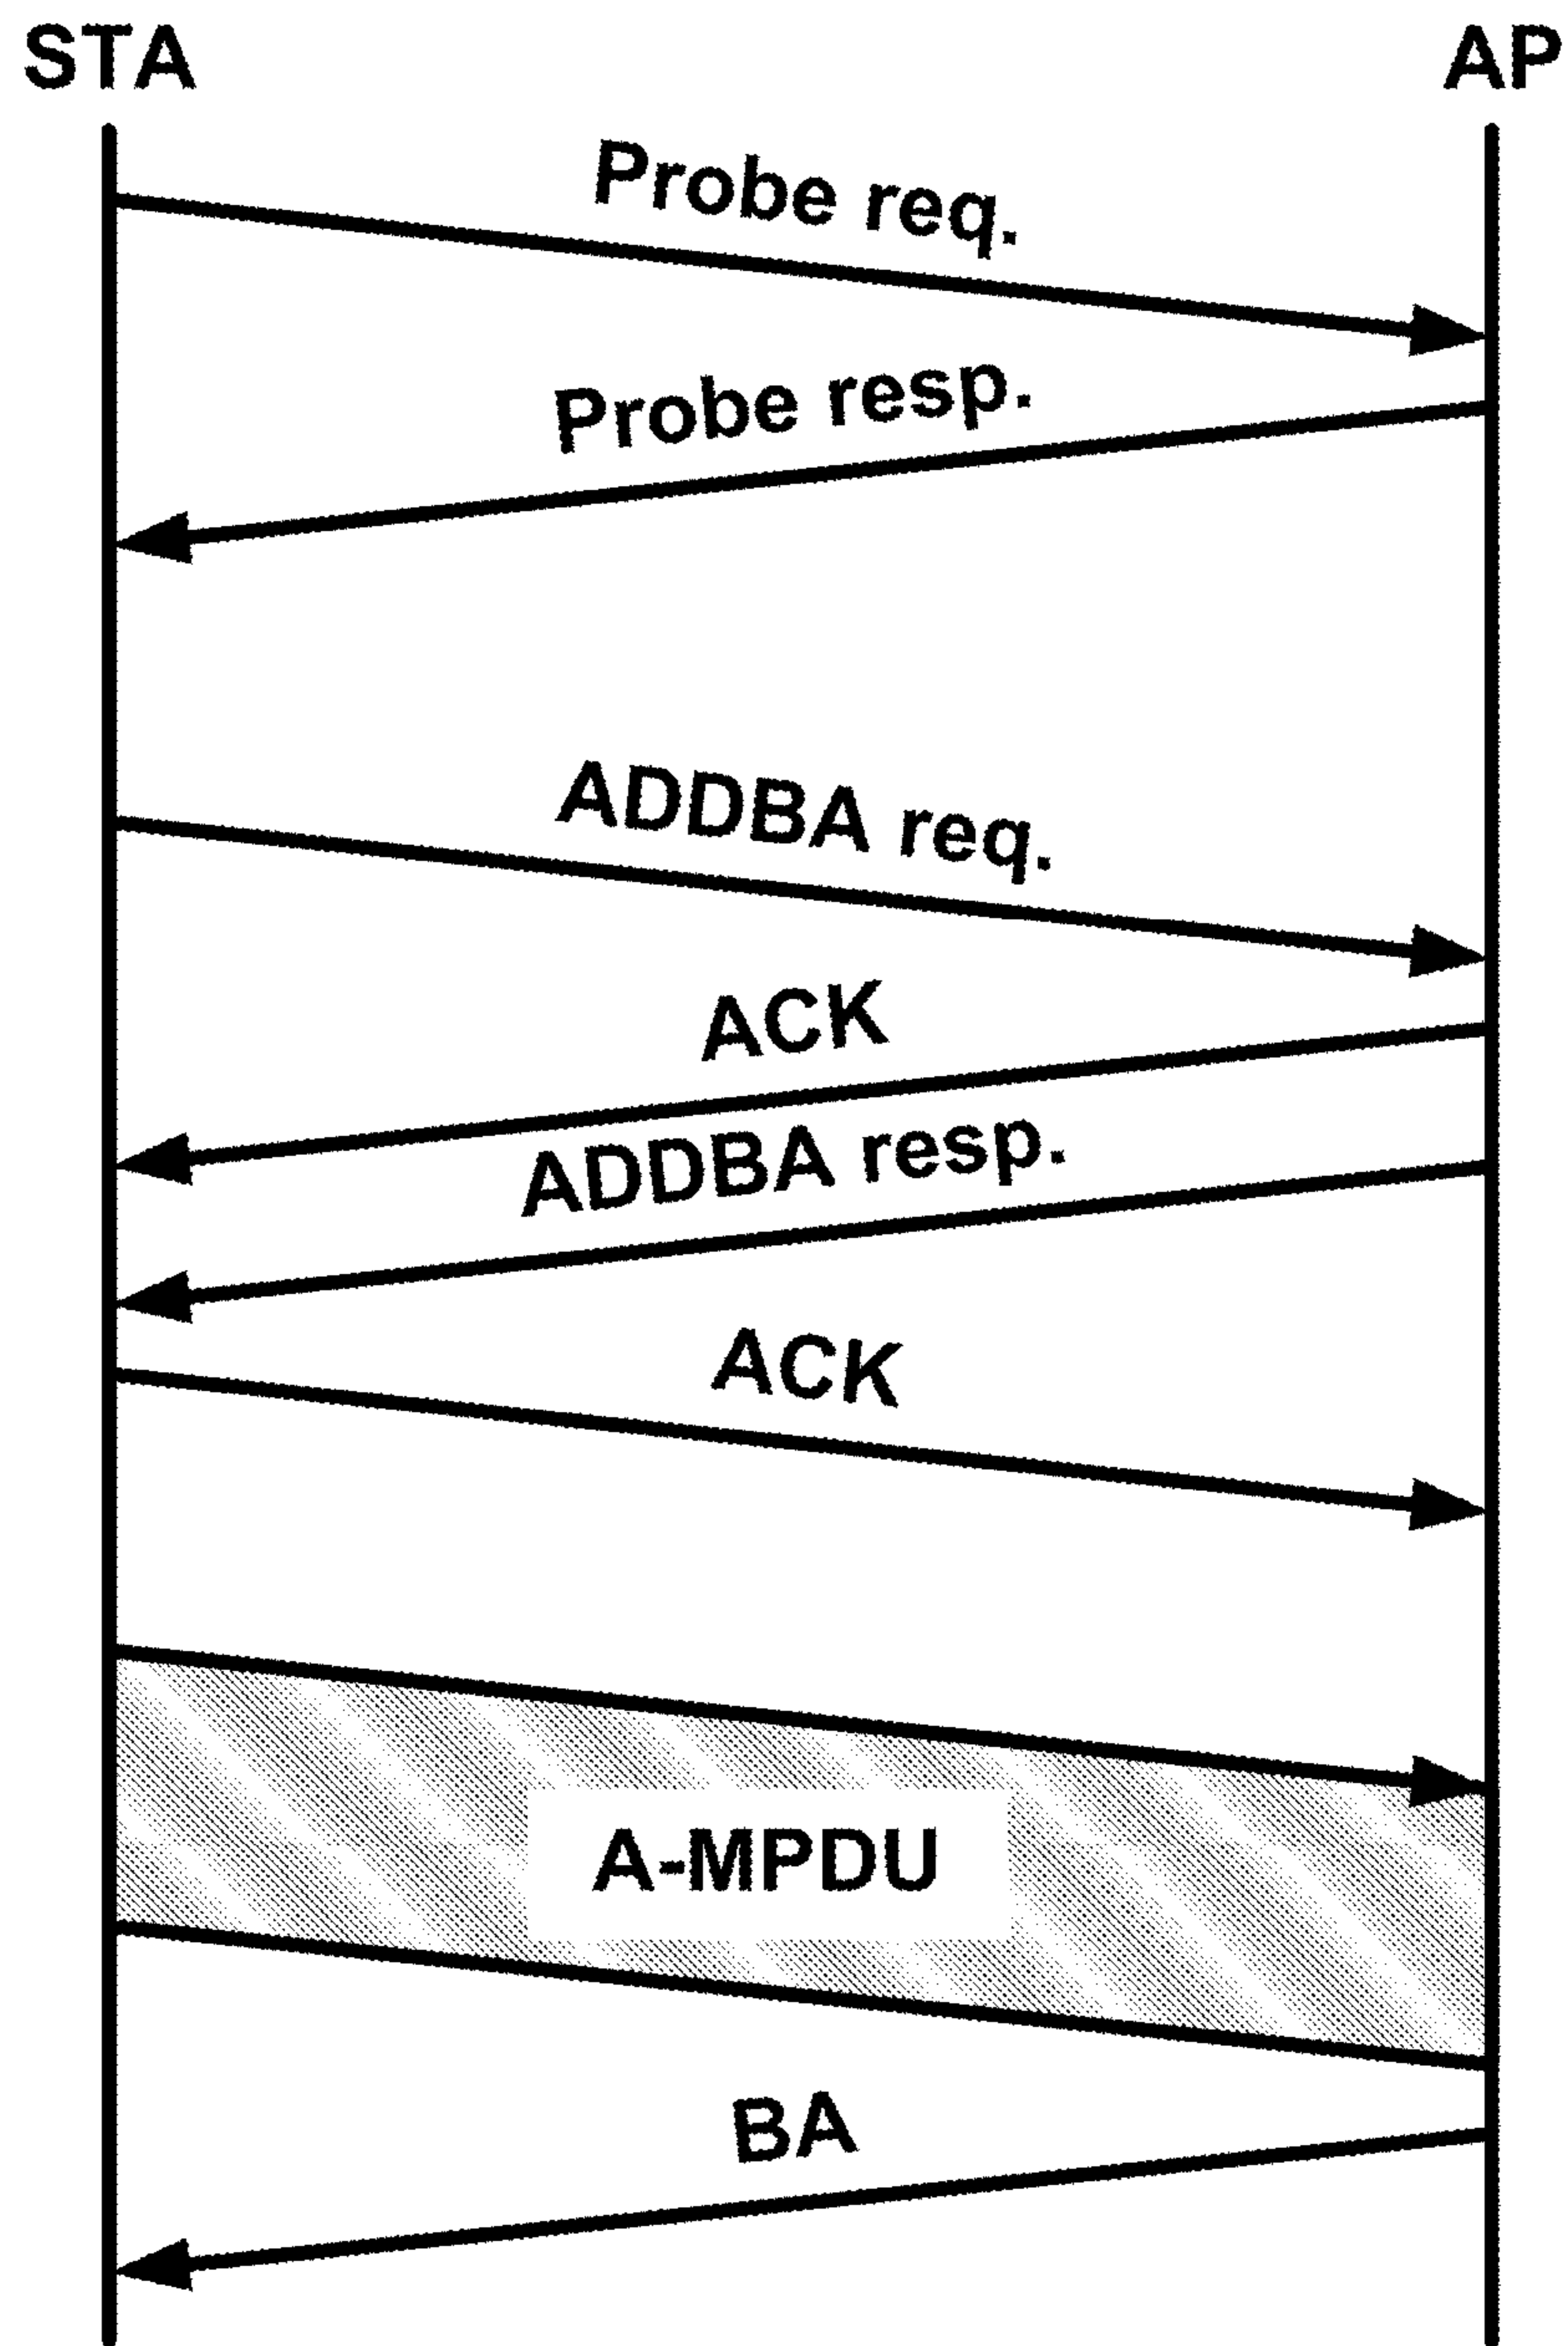 STA
AP
Probe req.
Probe resp.
ADDBA req.
ACK
ADDBA resp.
ACK
A-MPDU
BA